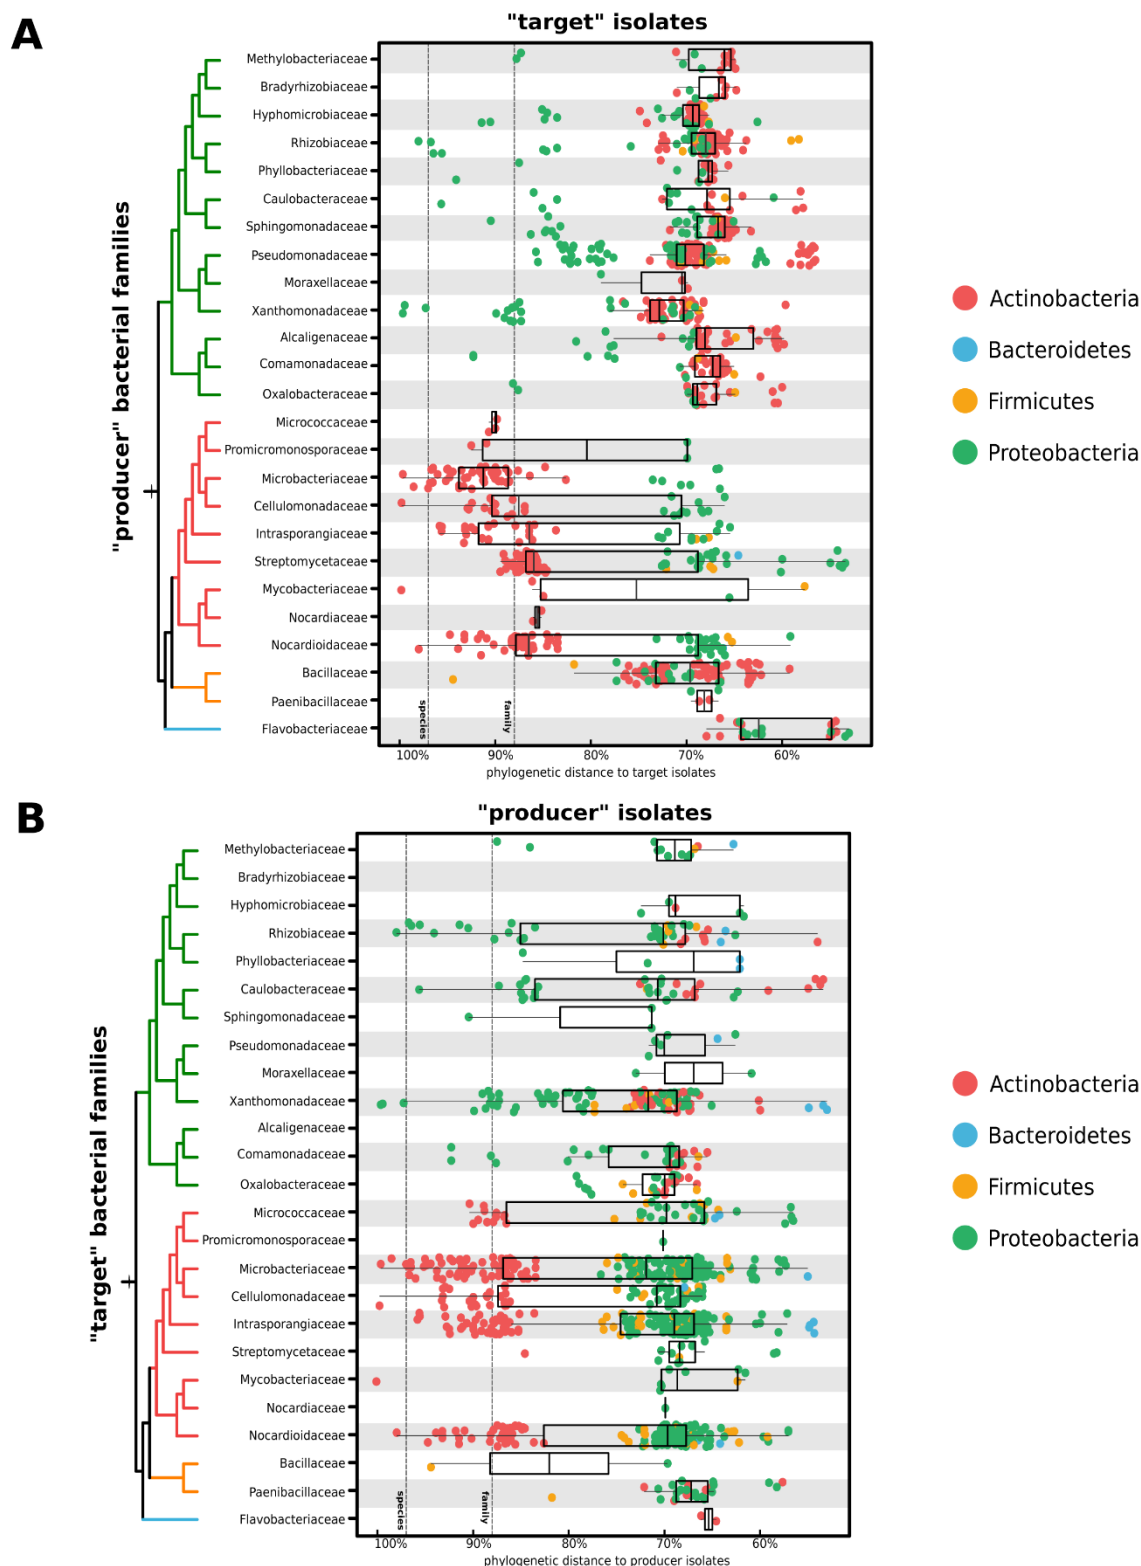 A
"target" isolates
"producer" bacterial families
Methylobacteriaceae
Bradyrhizobiaceae
Hyphomicrobiaceae
Rhizobiaceae
Phyllobacteriaceae
Caulobacteraceae
Sphingomonadaceae
Pseudomonadaceae
Moraxellaceae
Xanthomonadaceae
Alcaligenaceae
Comamonadaceae
Oxalobacteraceae
Micrococcaceae
Promicromonosporaceae
Microbacteriaceae
Cellulomonadaceae
Intrasporangiaceae
Streptomycetaceae
Mycobacteriaceae
Nocardiaceae
Nocardioidaceae
Bacillaceae
Paenibacillaceae
Flavobacteriaceae
species
family
100% 90% 80% 70% 60%
phylogenetic distance to target isolates
Actinobacteria
Bacteroidetes
Firmicutes
Proteobacteria
B
"producer" isolates
"target" bacterial families
Methylobacteriaceae
Bradyrhizobiaceae
Hyphomicrobiaceae
Rhizobiaceae
Phyllobacteriaceae
Caulobacteraceae
Sphingomonadaceae
Pseudomonadaceae
Moraxellaceae
Xanthomonadaceae
Alcaligenaceae
Comamonadaceae
Oxalobacteraceae
Micrococcaceae
Promicromonosporaceae
Microbacteriaceae
Cellulomonadaceae
Intrasporangiaceae
Streptomycetaceae
Mycobacteriaceae
Nocardiaceae
Nocardioidaceae
Bacillaceae
Paenibacillaceae
Flavobacteriaceae
species
family
100% 90% 80% 70% 60%
phylogenetic distance to producer isolates
Actinobacteria
Bacteroidetes
Firmicutes
Proteobacteria